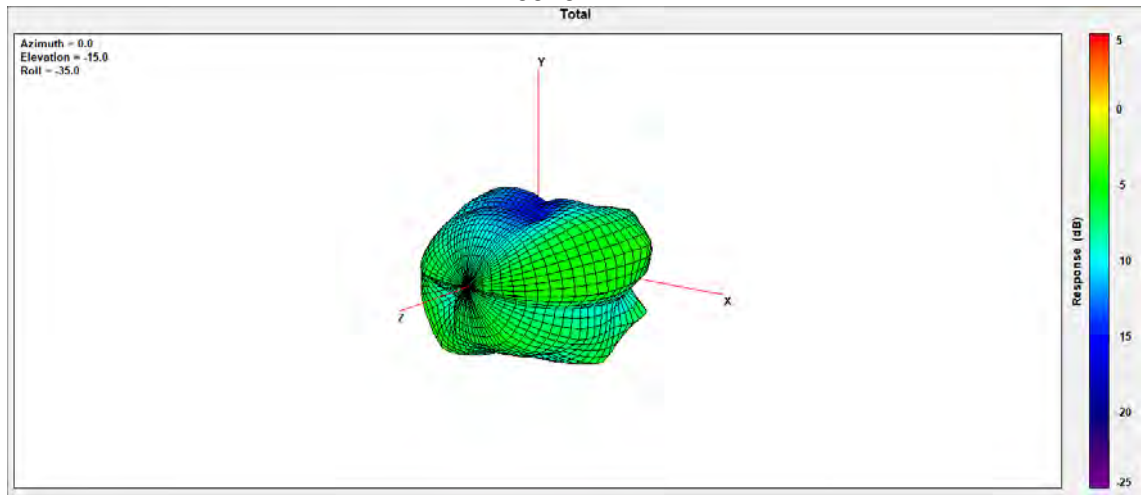 Total
Azimuth = 0.0
Elevation = -15.0
Roll = -35.0
Y
X
Z
5
0
5
10
15
-20
-25
Response (dB)